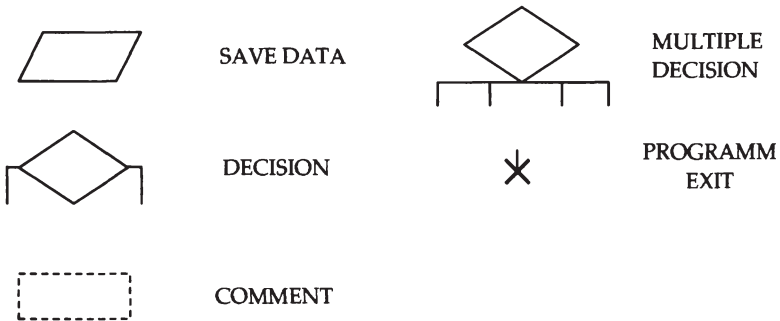 SAVE DATA
MULTIPLE
DECISION
DECISION
PROGRAMM
EXIT
COMMENT